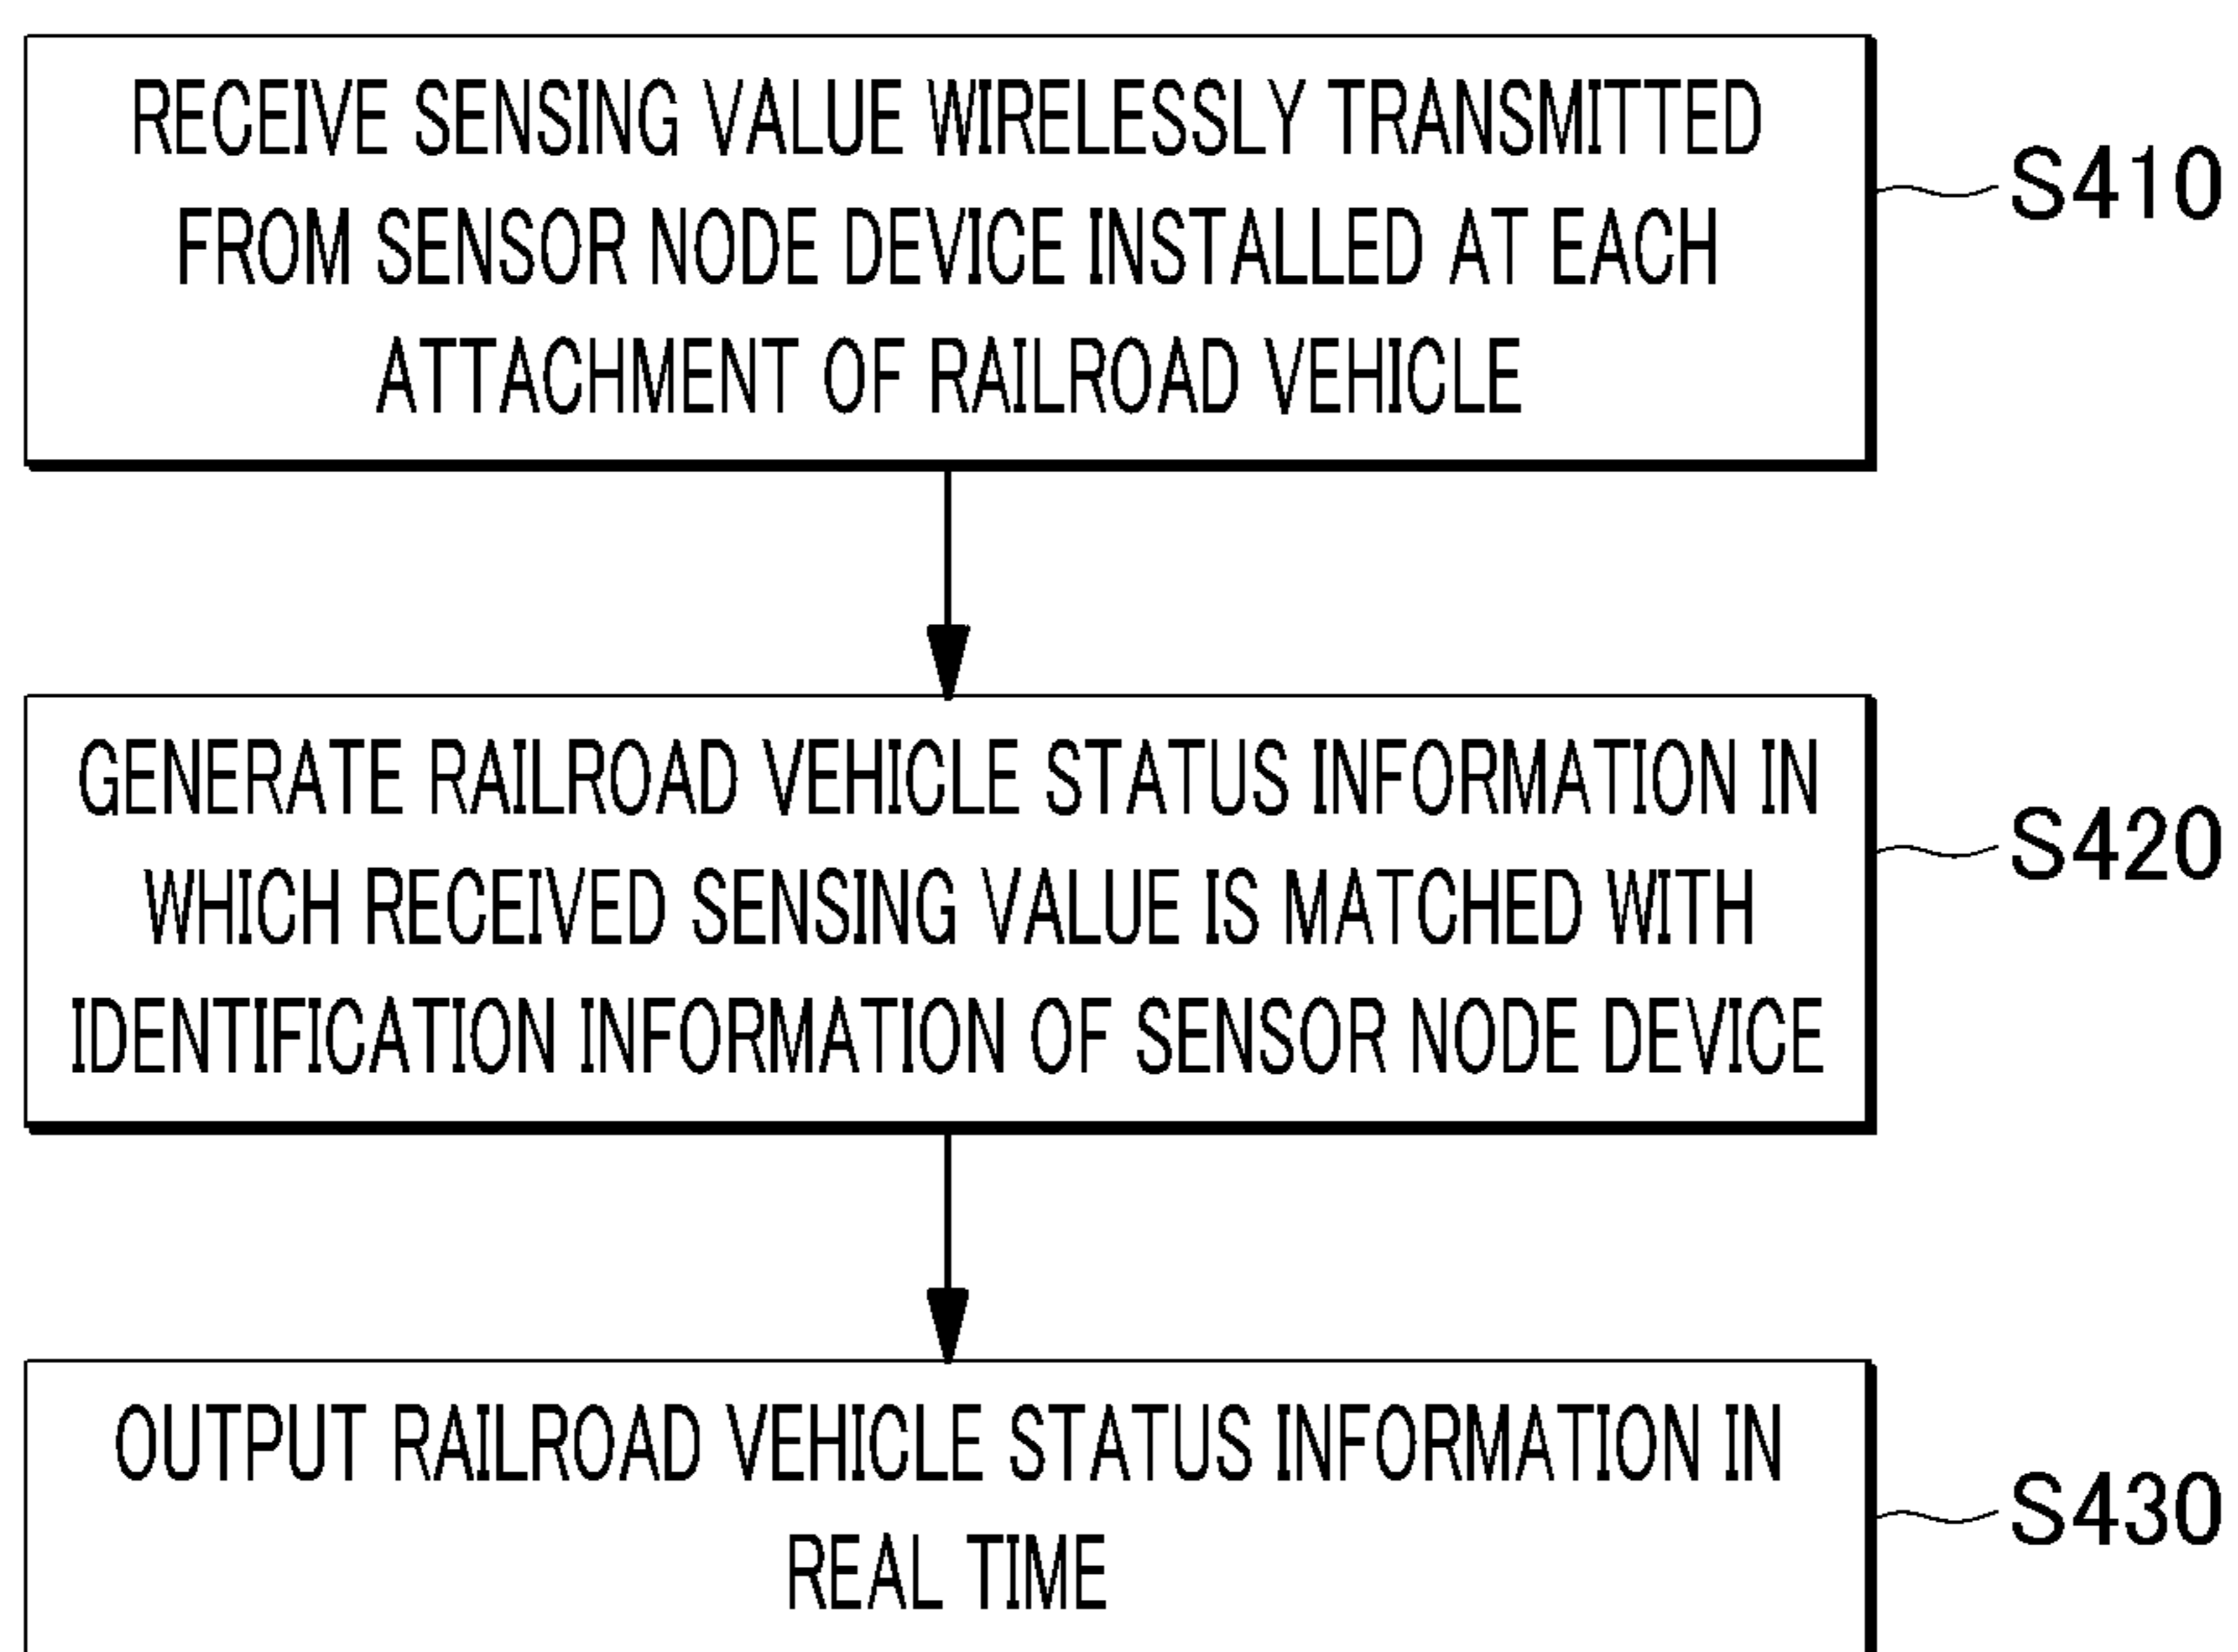 RECEIVE SENSING VALUE WIRELESSLY TRANSMITTED
FROM SENSOR NODE DEVICE INSTALLED AT EACH
ATTACHMENT OF RAILROAD VEHICLE
S410
GENERATE RAILROAD VEHICLE STATUS INFORMATION IN
WHICH RECEIVED SENSING VALUE IS MATCHED WITH
IDENTIFICATION INFORMATION OF SENSOR NODE DEVICE
S420
OUTPUT RAILROAD VEHICLE STATUS INFORMATION IN
REAL TIME
S430